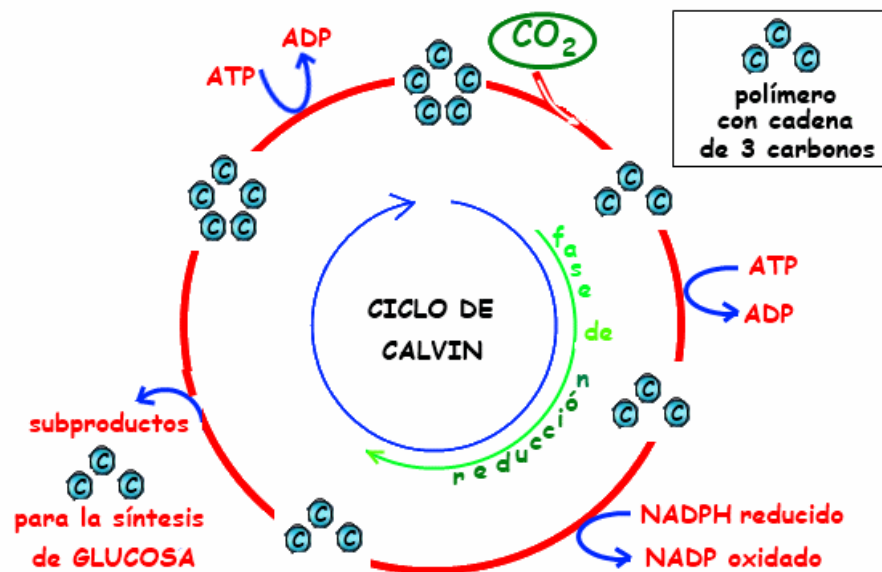 ADP
ATP
CO2
C C C C C
C C C
polímero
con cadena
de 3 carbonos
C C C C C
C C C
fase de reducción
ATP
ADP
CICLO DE
CALVIN
C C C
subproductos
C C C
para la síntesis
de GLUCOSA
C C C
NADPH reducido
NADP oxidado